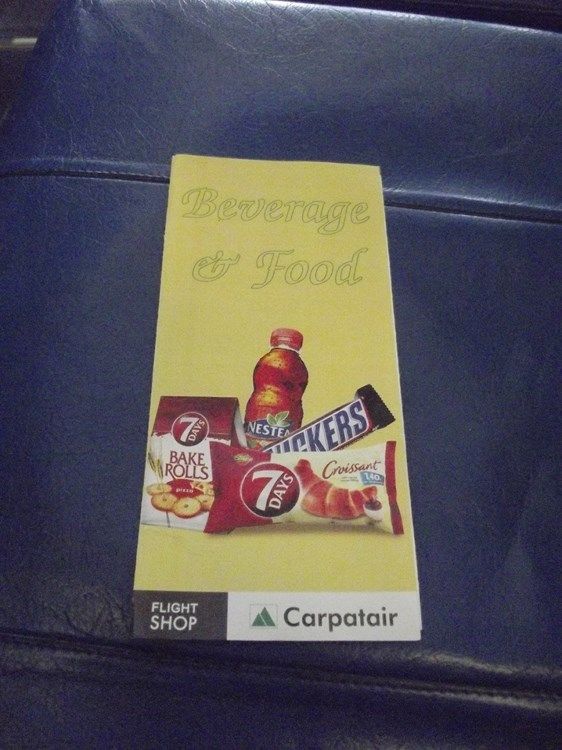 Beverage
& Food
NESTEA
SNICKERS
7
DAYS
BAKE
ROLLS
pizza
7
DAYS
Croissant
FLIGHT
SHOP
Carpatair